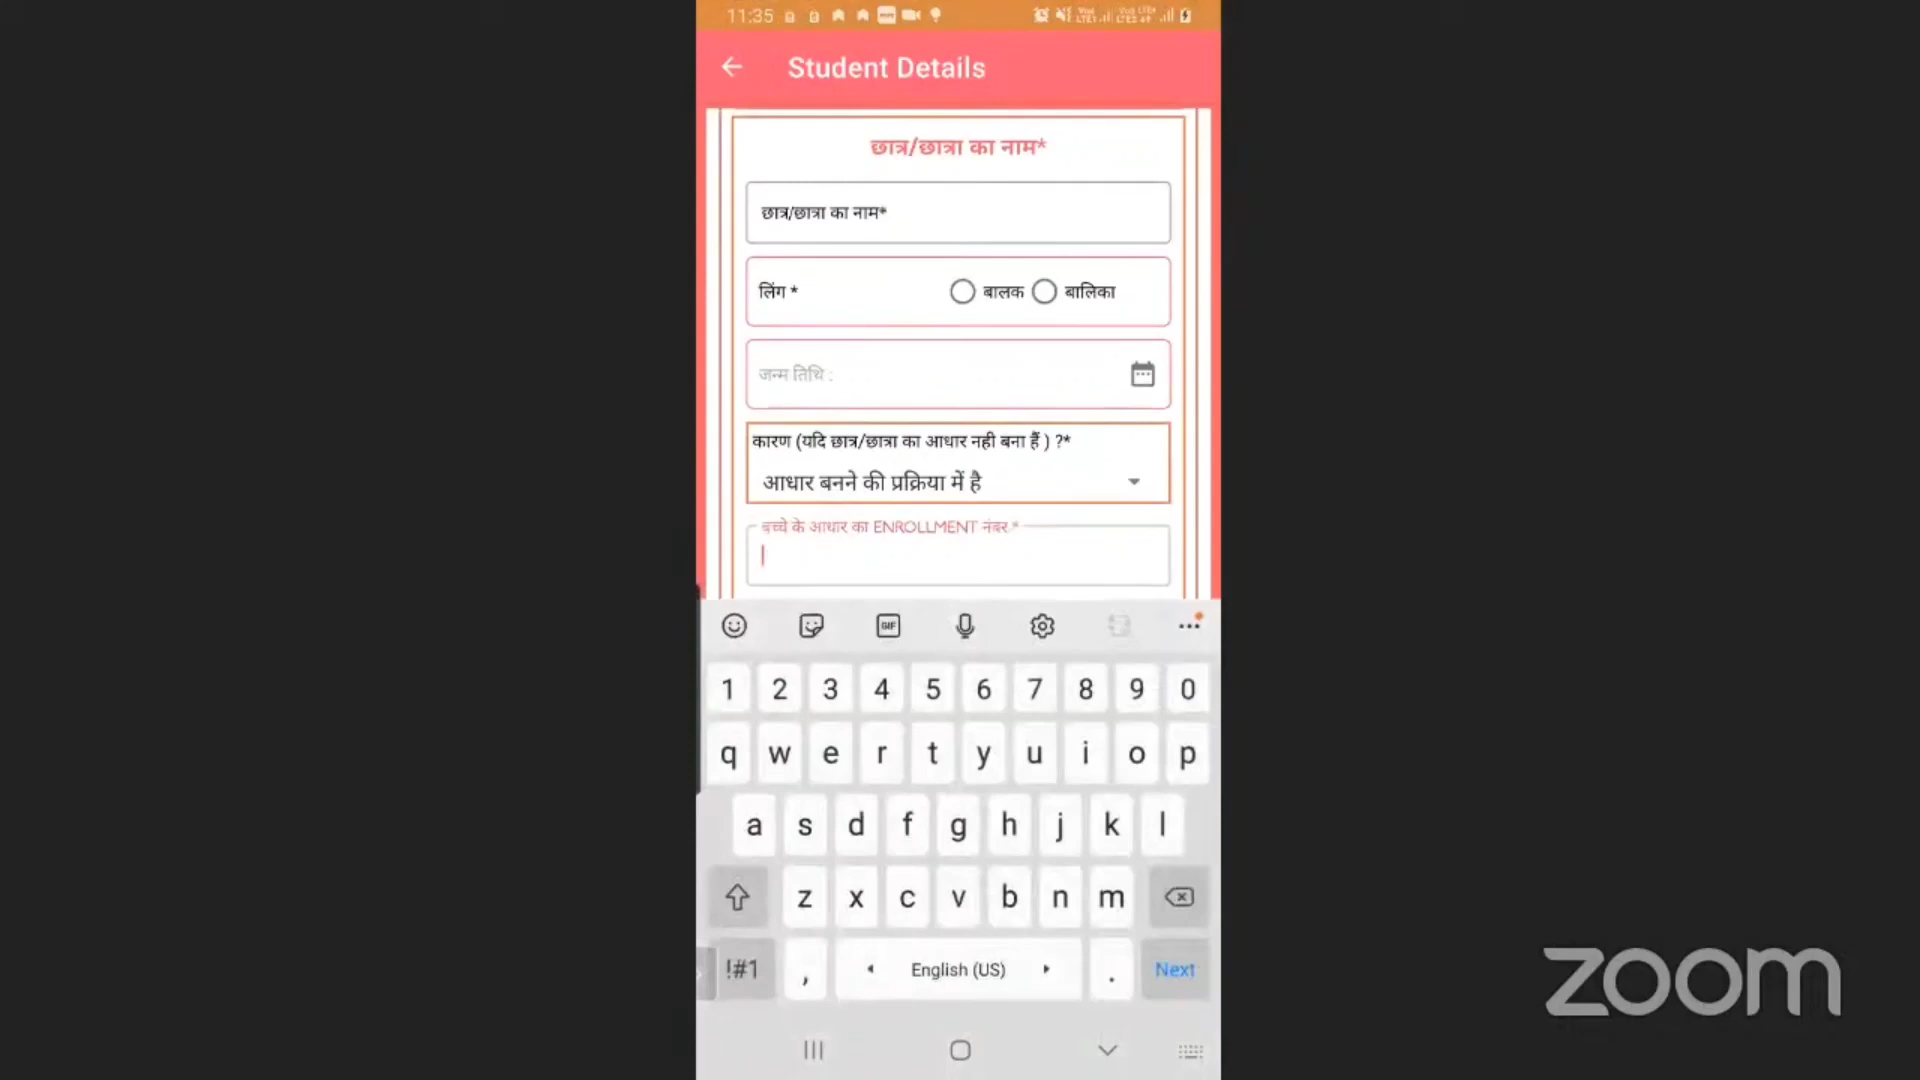 11:35
Student Details
छात्र/छात्रा का नाम*
छात्र/छात्रा का नाम*
लिंग * बालक बालिका
जन्म तिथि :
कारण (यदि छात्र/छात्रा का आधार नही बना हैं ) ?*
आधार बनने की प्रक्रिया में है
बच्चे के आधार का ENROLLMENT नंबर *
GIF
1 2 3 4 5 6 7 8 9 0
q w e r t y u i o p
a s d f g h j k l
z x c v b n m
!#1 , English (US) . Next
zoom